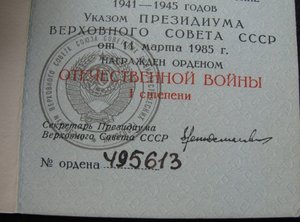 1941—1945 ГОДОВ
Указом ПРЕЗИДИУМА
ВЕРХОВНОГО СОВЕТА СССР
от 11 марта 1985 г.
НАГРАЖДЕН ОРДЕНОМ
ОТЕЧЕСТВЕННОЙ ВОЙНЫ
I степени
Секретарь Президиума
Верховного Совета СССР
№ ордена 495613